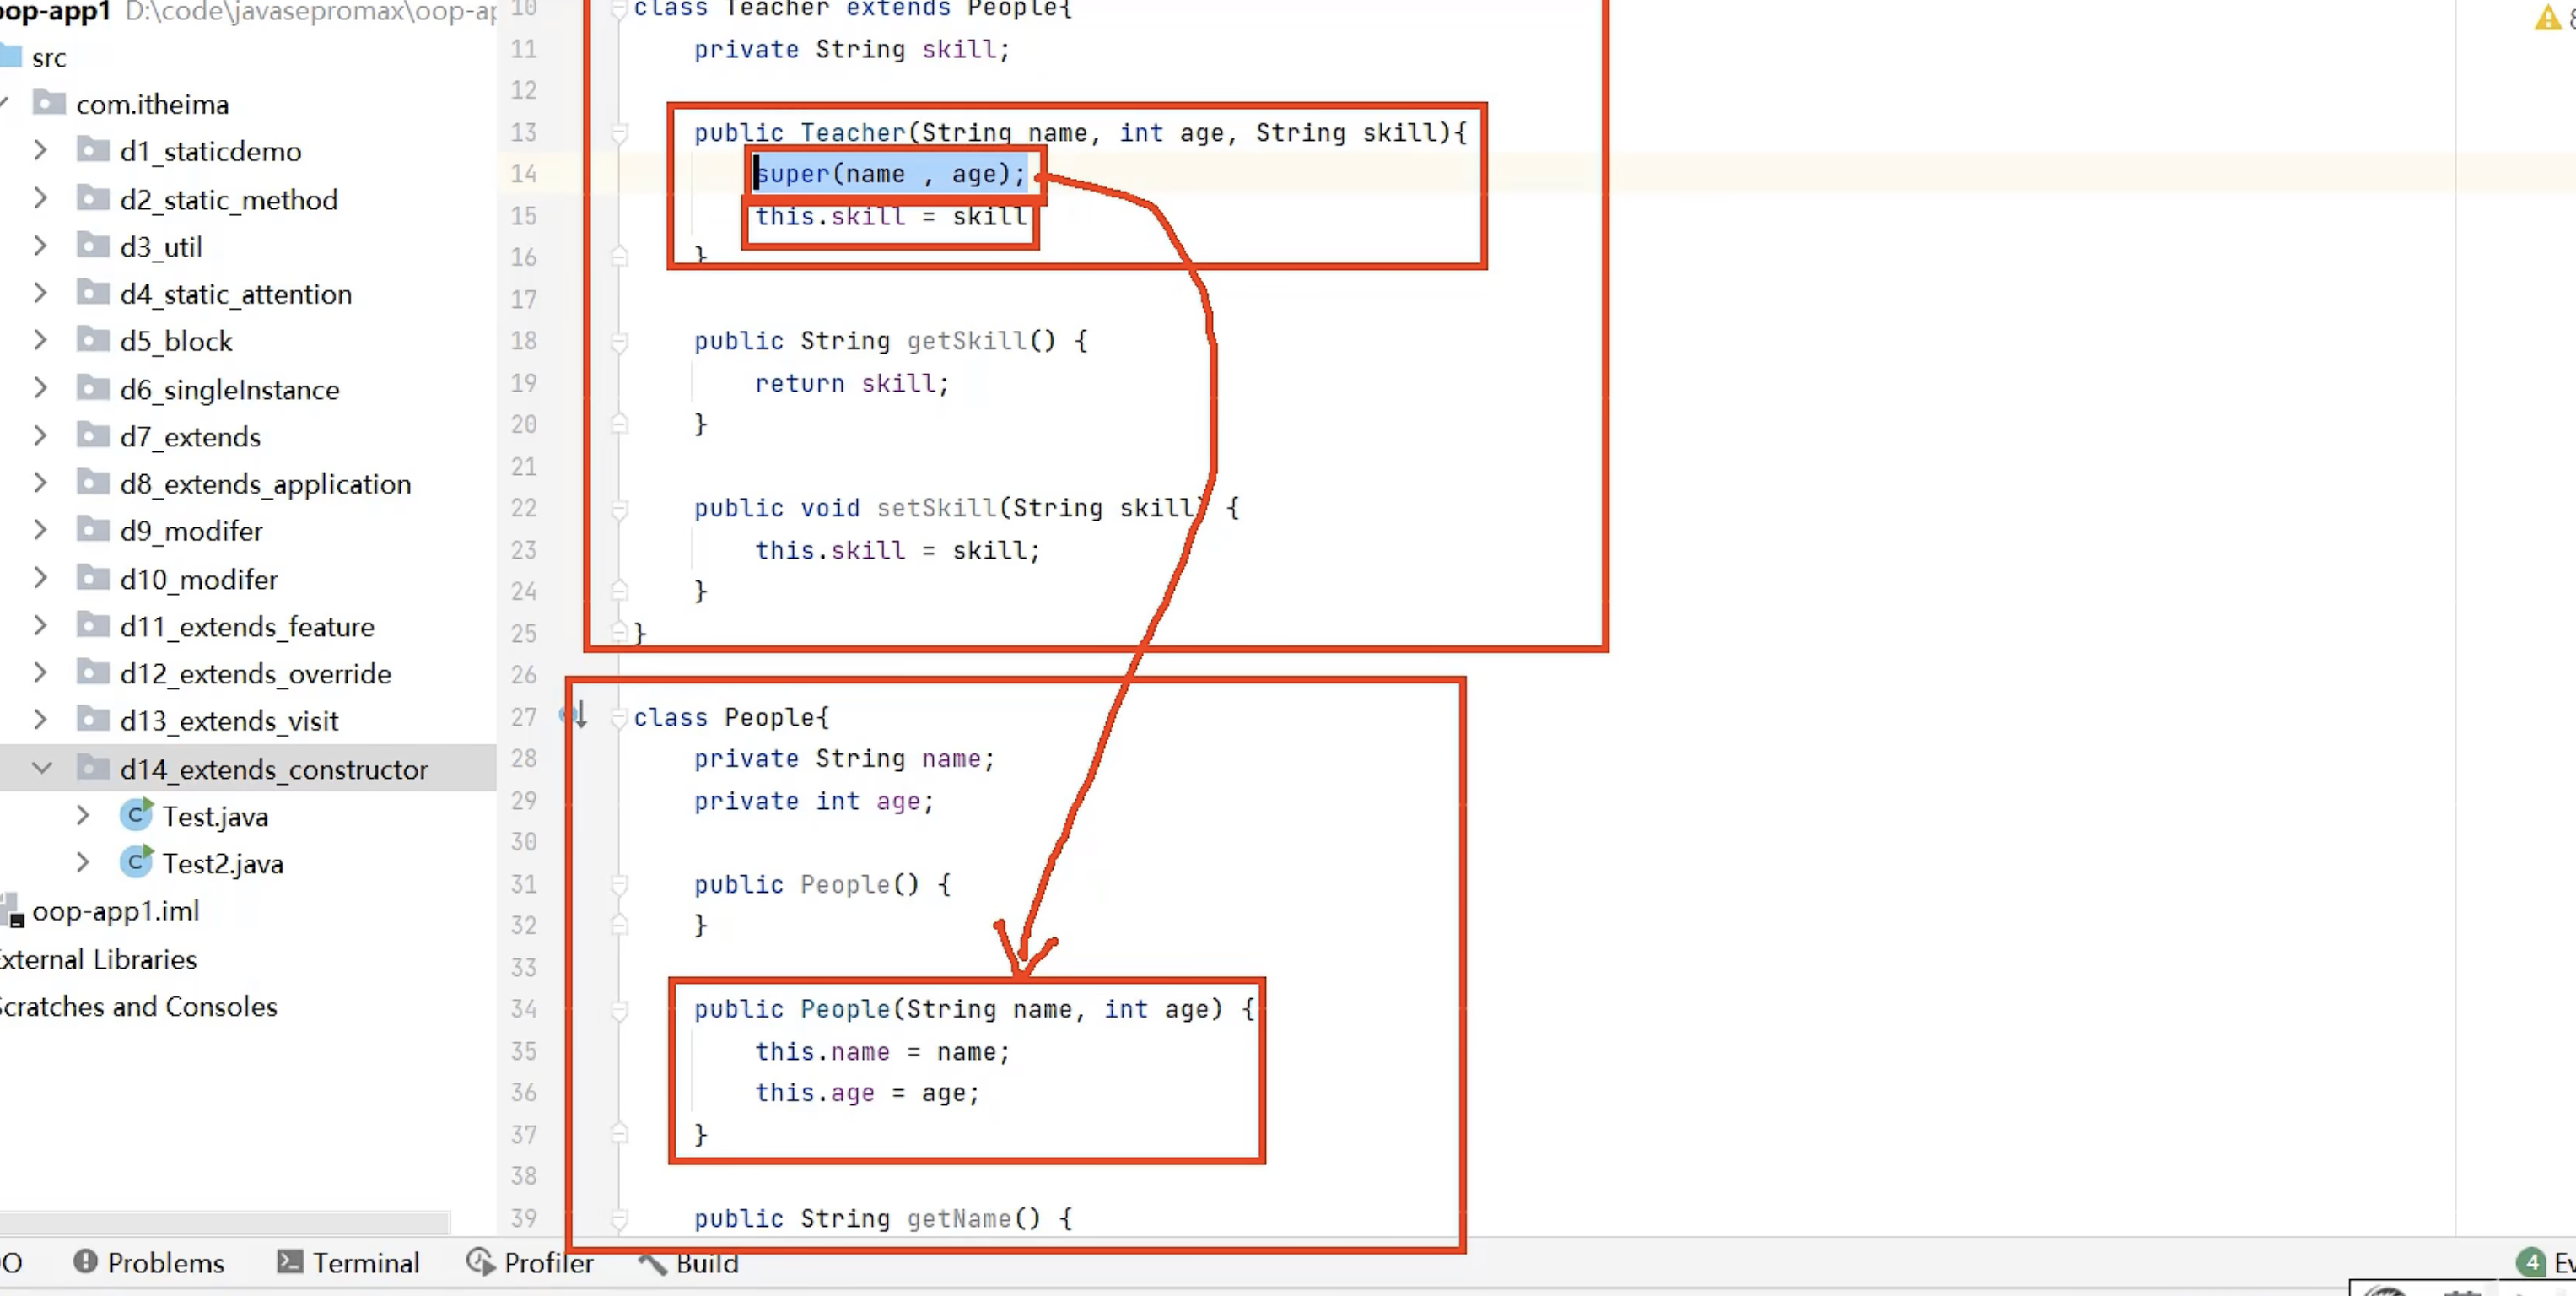 oop-app1 D:\code\javasepromax\oop-ap
src
com.itheima
d1_staticdemo
d2_static_method
d3_util
d4_static_attention
d5_block
d6_singleInstance
d7_extends
d8_extends_application
d9_modifer
d10_modifer
d11_extends_feature
d12_extends_override
d13_extends_visit
d14_extends_constructor
Test.java
Test2.java
oop-app1.iml
External Libraries
Scratches and Consoles
10 class Teacher extends People{
11 private String skill;
12
13 public Teacher(String name, int age, String skill){
14 super(name , age);
15 this.skill = skill
16 }
17
18 public String getSkill() {
19 return skill;
20 }
21
22 public void setSkill(String skill) {
23 this.skill = skill;
24 }
25 }
26
27 class People{
28 private String name;
29 private int age;
30
31 public People() {
32 }
33
34 public People(String name, int age) {
35 this.name = name;
36 this.age = age;
37 }
38
39 public String getName() {
Problems Terminal Profiler Build
4 Ev